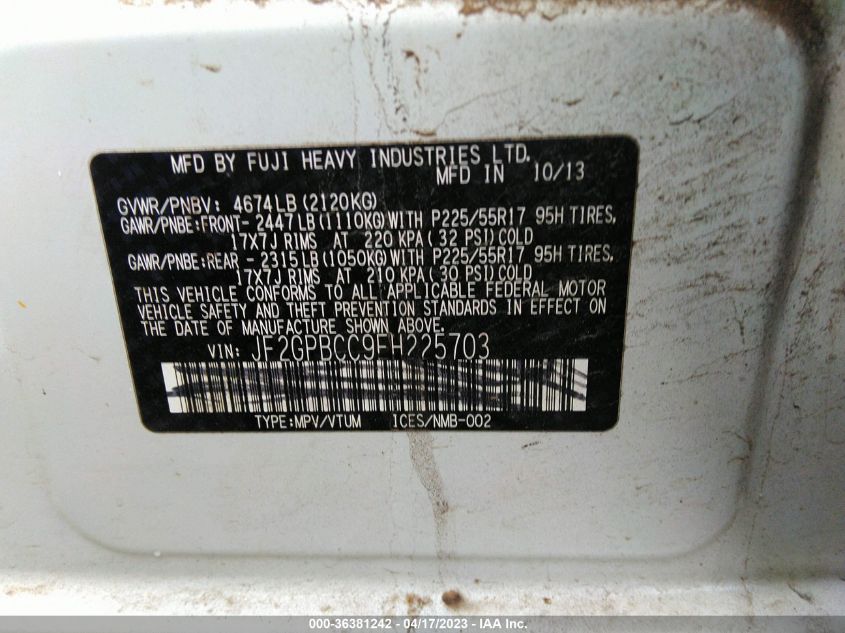 MFD BY FUJI HEAVY INDUSTRIES LTD.
MFD IN 10/13
GVWR/PNBV: 4674LB (2120KG)
GAWR/PNBE:FRONT- 2447LB(1110KG)WITH P225/55R17 95H TIRES,
17X7J RIMS AT 220 KPA( 32 PSI)COLD
GAWR/PNBE:REAR - 2315LB(1050KG)WITH P225/55R17 95H TIRES,
17X7J RIMS AT 210 KPA( 30 PSI)COLD
THIS VEHICLE CONFORMS TO ALL APPLICABLE FEDERAL MOTOR
VEHICLE SAFETY AND THEFT PREVENTION STANDARDS IN EFFECT ON
THE DATE OF MANUFACTURE SHOWN ABOVE.
VIN: JF2GPBCC9EH225703
TYPE:MPV/VTUM ICES/NMB-002
000-36381242 - 04/17/2023 - IAA Inc.